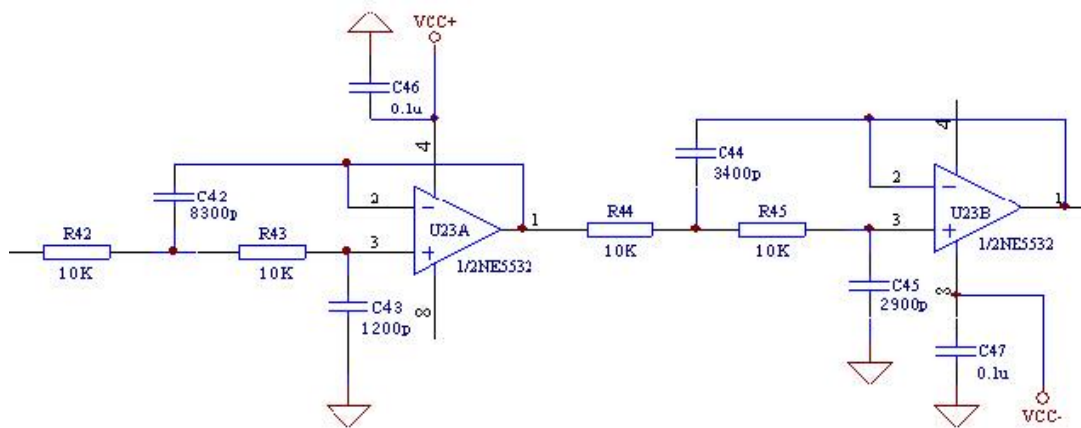 VCC+
C46
0.1u
4
C42
8300p
2
U23A
1
R42
10K
R43
10K
3
1/2NE5532
C43
1200p
8
R44
10K
C44
3400p
R45
10K
4
2
U23B
1
3
1/2NE5532
C45
2900p
8
C47
0.1u
VCC-